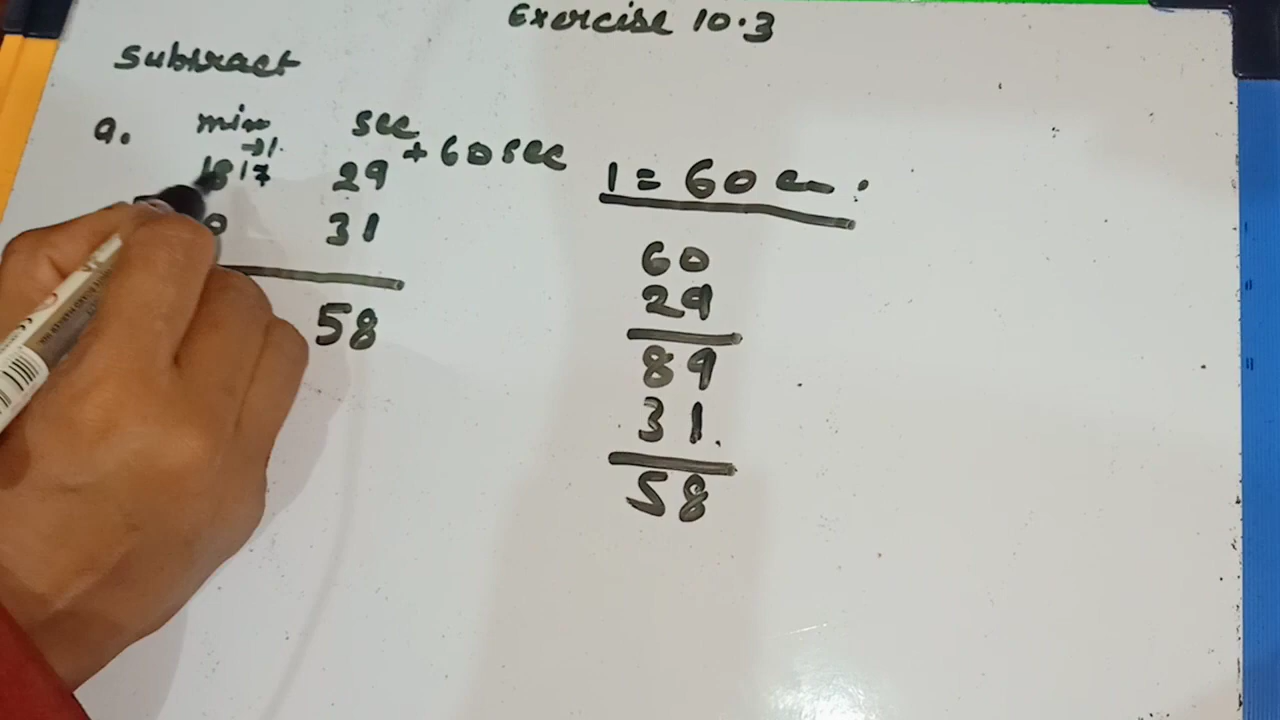 Exercise 10.3
Subtract
a. min sec
→1.
18 17 29 + 60 sec
0 31
58
1 = 60
60
29
89
31
58